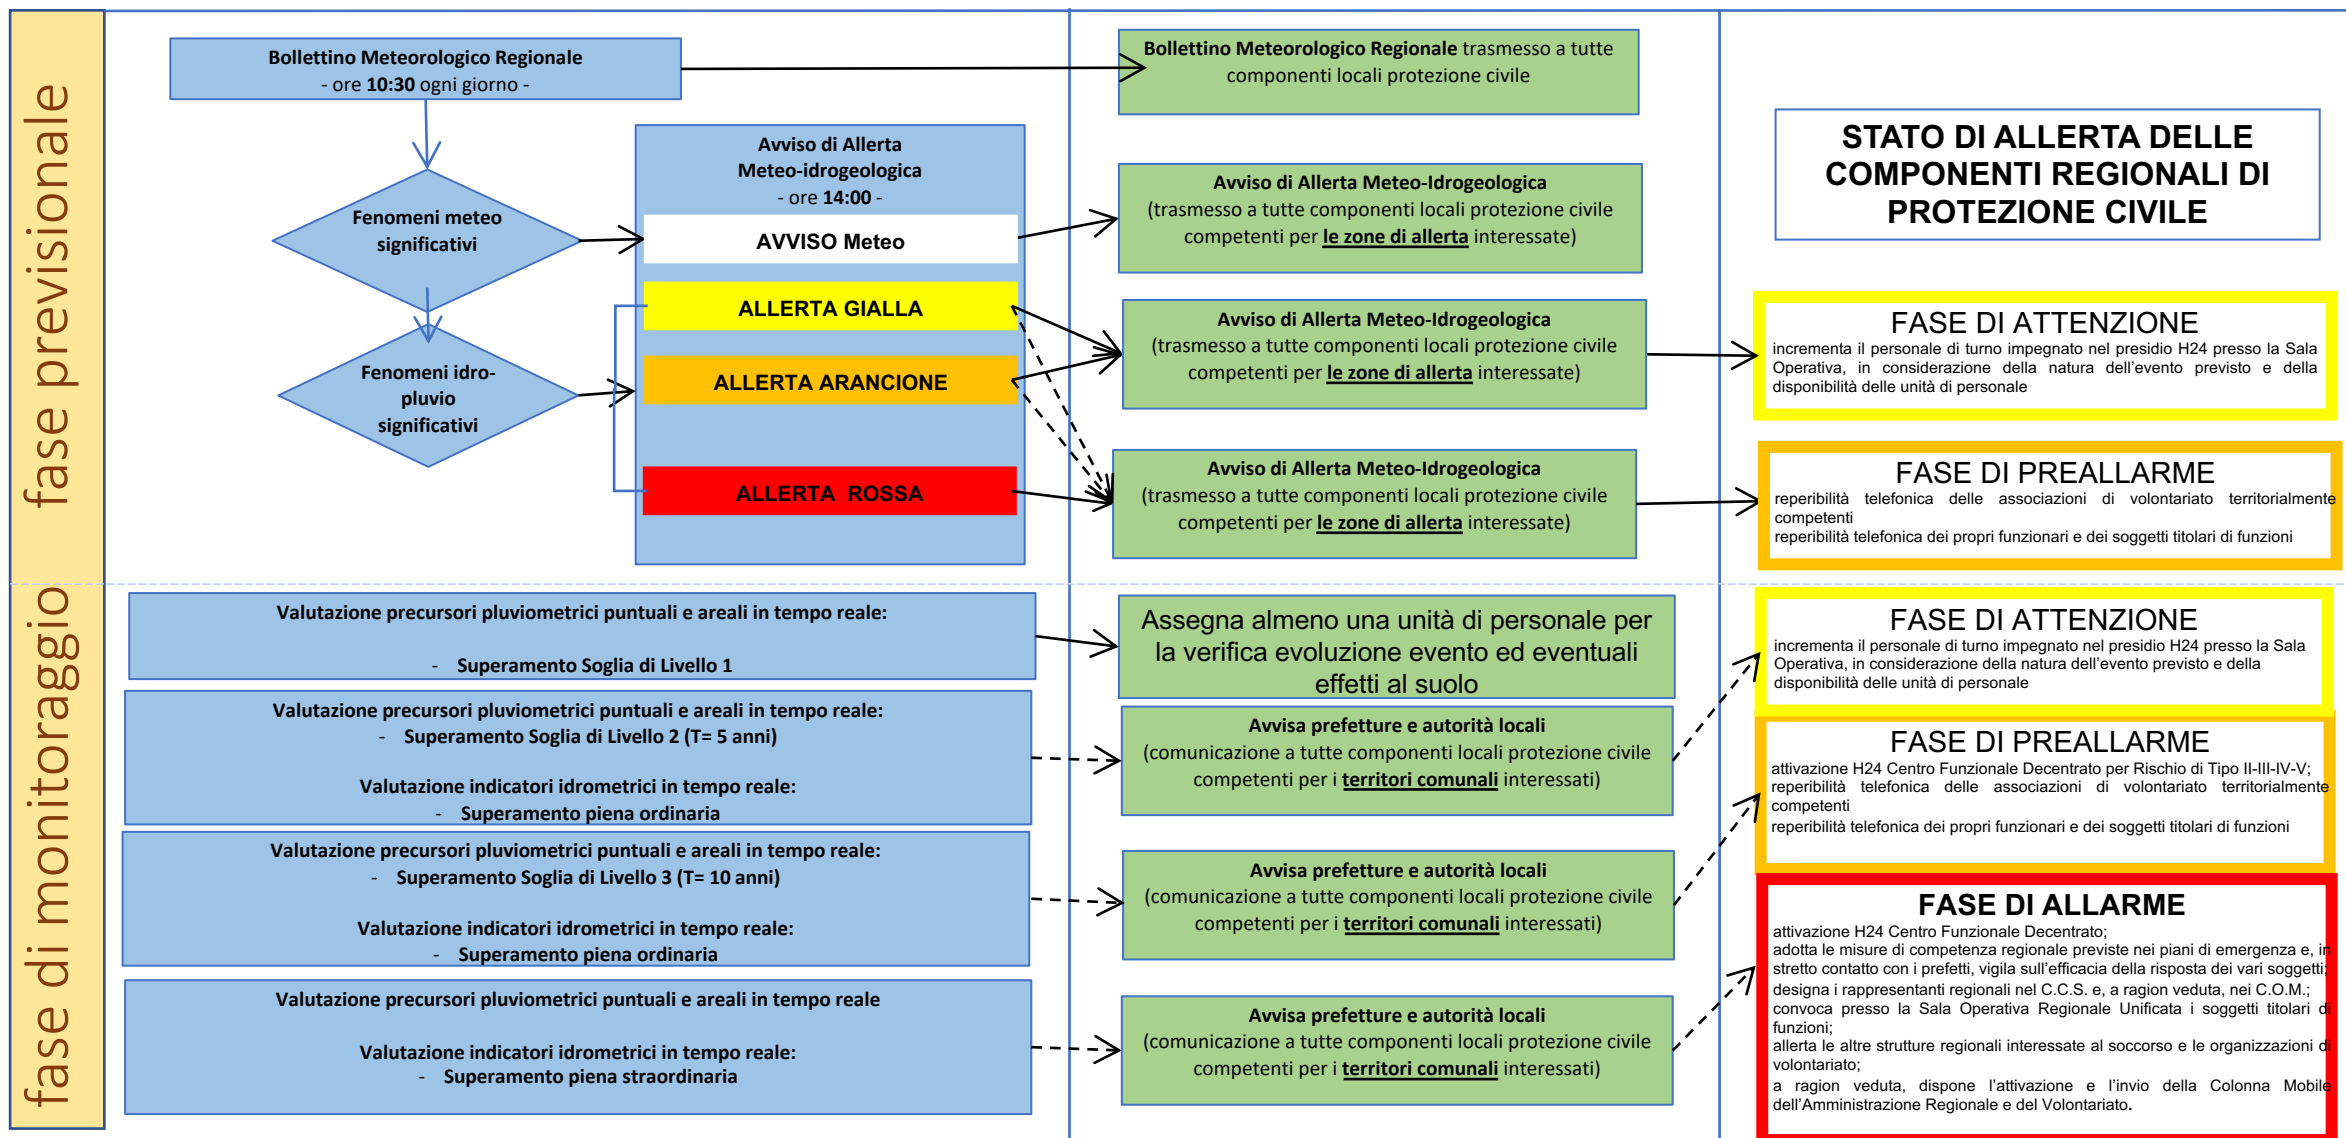 fase previsionale
Bollettino Meteorologico Regionale
- ore 10:30 ogni giorno -
Fenomeni meteo
significativi
Fenomeni idro-
pluvio
significativi
Avviso di Allerta
Meteo-idrogeologica
- ore 14:00 -
AVVISO Meteo
ALLERTA GIALLA
ALLERTA ARANCIONE
ALLERTA ROSSA
Bollettino Meteorologico Regionale trasmesso a tutte
componenti locali protezione civile
Avviso di Allerta Meteo-Idrogeologica
(trasmesso a tutte componenti locali protezione civile
competenti per le zone di allerta interessate)
Avviso di Allerta Meteo-Idrogeologica
(trasmesso a tutte componenti locali protezione civile
competenti per le zone di allerta interessate)
Avviso di Allerta Meteo-Idrogeologica
(trasmesso a tutte componenti locali protezione civile
competenti per le zone di allerta interessate)
STATO DI ALLERTA DELLE
COMPONENTI REGIONALI DI
PROTEZIONE CIVILE
FASE DI ATTENZIONE
incrementa il personale di turno impegnato nel presidio H24 presso la Sala
Operativa, in considerazione della natura dell'evento previsto e della
disponibilità delle unità di personale
FASE DI PREALLARME
reperibilità telefonica delle associazioni di volontariato territorialmente
competenti
reperibilità telefonica dei propri funzionari e dei soggetti titolari di funzioni
fase di monitoraggio
Valutazione precursori pluviometrici puntuali e areali in tempo reale:
- Superamento Soglia di Livello 1
Valutazione precursori pluviometrici puntuali e areali in tempo reale:
- Superamento Soglia di Livello 2 (T= 5 anni)
Valutazione indicatori idrometrici in tempo reale:
- Superamento piena ordinaria
Valutazione precursori pluviometrici puntuali e areali in tempo reale:
- Superamento Soglia di Livello 3 (T= 10 anni)
Valutazione indicatori idrometrici in tempo reale:
- Superamento piena ordinaria
Valutazione precursori pluviometrici puntuali e areali in tempo reale
Valutazione indicatori idrometrici in tempo reale:
- Superamento piena straordinaria
Assegna almeno una unità di personale per
la verifica evoluzione evento ed eventuali
effetti al suolo
Avvisa prefetture e autorità locali
(comunicazione a tutte componenti locali protezione civile
competenti per i territori comunali interessati)
Avvisa prefetture e autorità locali
(comunicazione a tutte componenti locali protezione civile
competenti per i territori comunali interessati)
Avvisa prefetture e autorità locali
(comunicazione a tutte componenti locali protezione civile
competenti per i territori comunali interessati)
FASE DI ATTENZIONE
incrementa il personale di turno impegnato nel presidio H24 presso la Sala
Operativa, in considerazione della natura dell'evento previsto e della
disponibilità delle unità di personale
FASE DI PREALLARME
attivazione H24 Centro Funzionale Decentrato per Rischio di Tipo II-III-IV-V;
reperibilità telefonica delle associazioni di volontariato territorialmente
competenti
reperibilità telefonica dei propri funzionari e dei soggetti titolari di funzioni
FASE DI ALLARME
attivazione H24 Centro Funzionale Decentrato;
adotta le misure di competenza regionale previste nei piani di emergenza e, in
stretto contatto con i prefetti, vigila sull'efficacia della risposta dei vari soggetti;
designa i rappresentanti regionali nel C.C.S. e, a ragion veduta, nei C.O.M.;
convoca presso la Sala Operativa Regionale Unificata i soggetti titolari di
funzioni;
allerta le altre strutture regionali interessate al soccorso e le organizzazioni di
volontariato;
a ragion veduta, dispone l'attivazione e l'invio della Colonna Mobile
dell'Amministrazione Regionale e del Volontariato.